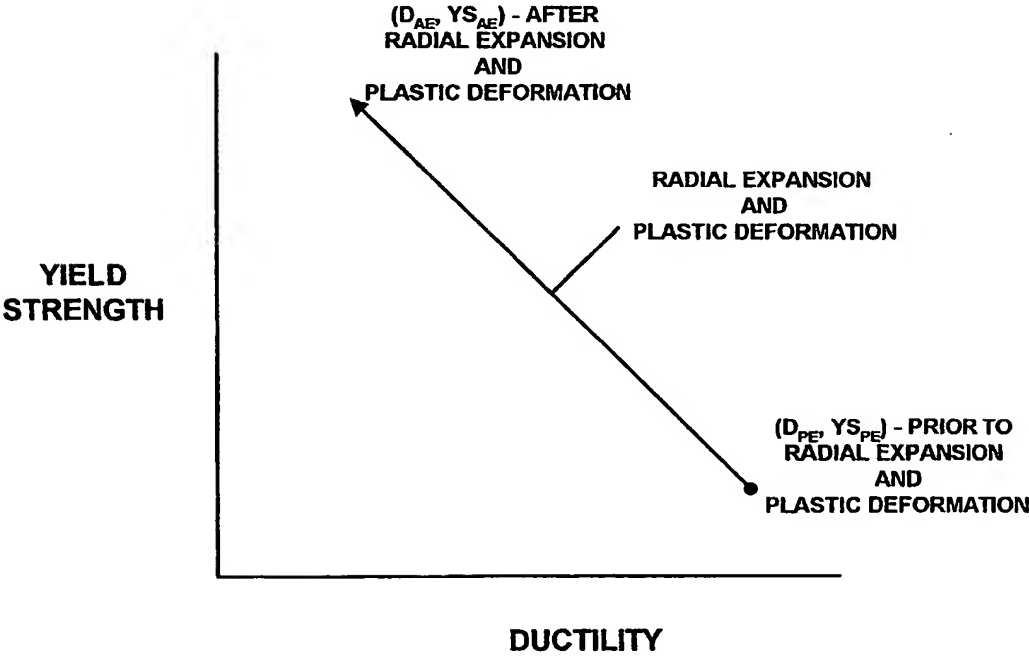 (D_AE, YS_AE) - AFTER
RADIAL EXPANSION
AND
PLASTIC DEFORMATION
RADIAL EXPANSION
AND
PLASTIC DEFORMATION
YIELD
STRENGTH
(D_PE, YS_PE) - PRIOR TO
RADIAL EXPANSION
AND
PLASTIC DEFORMATION
DUCTILITY